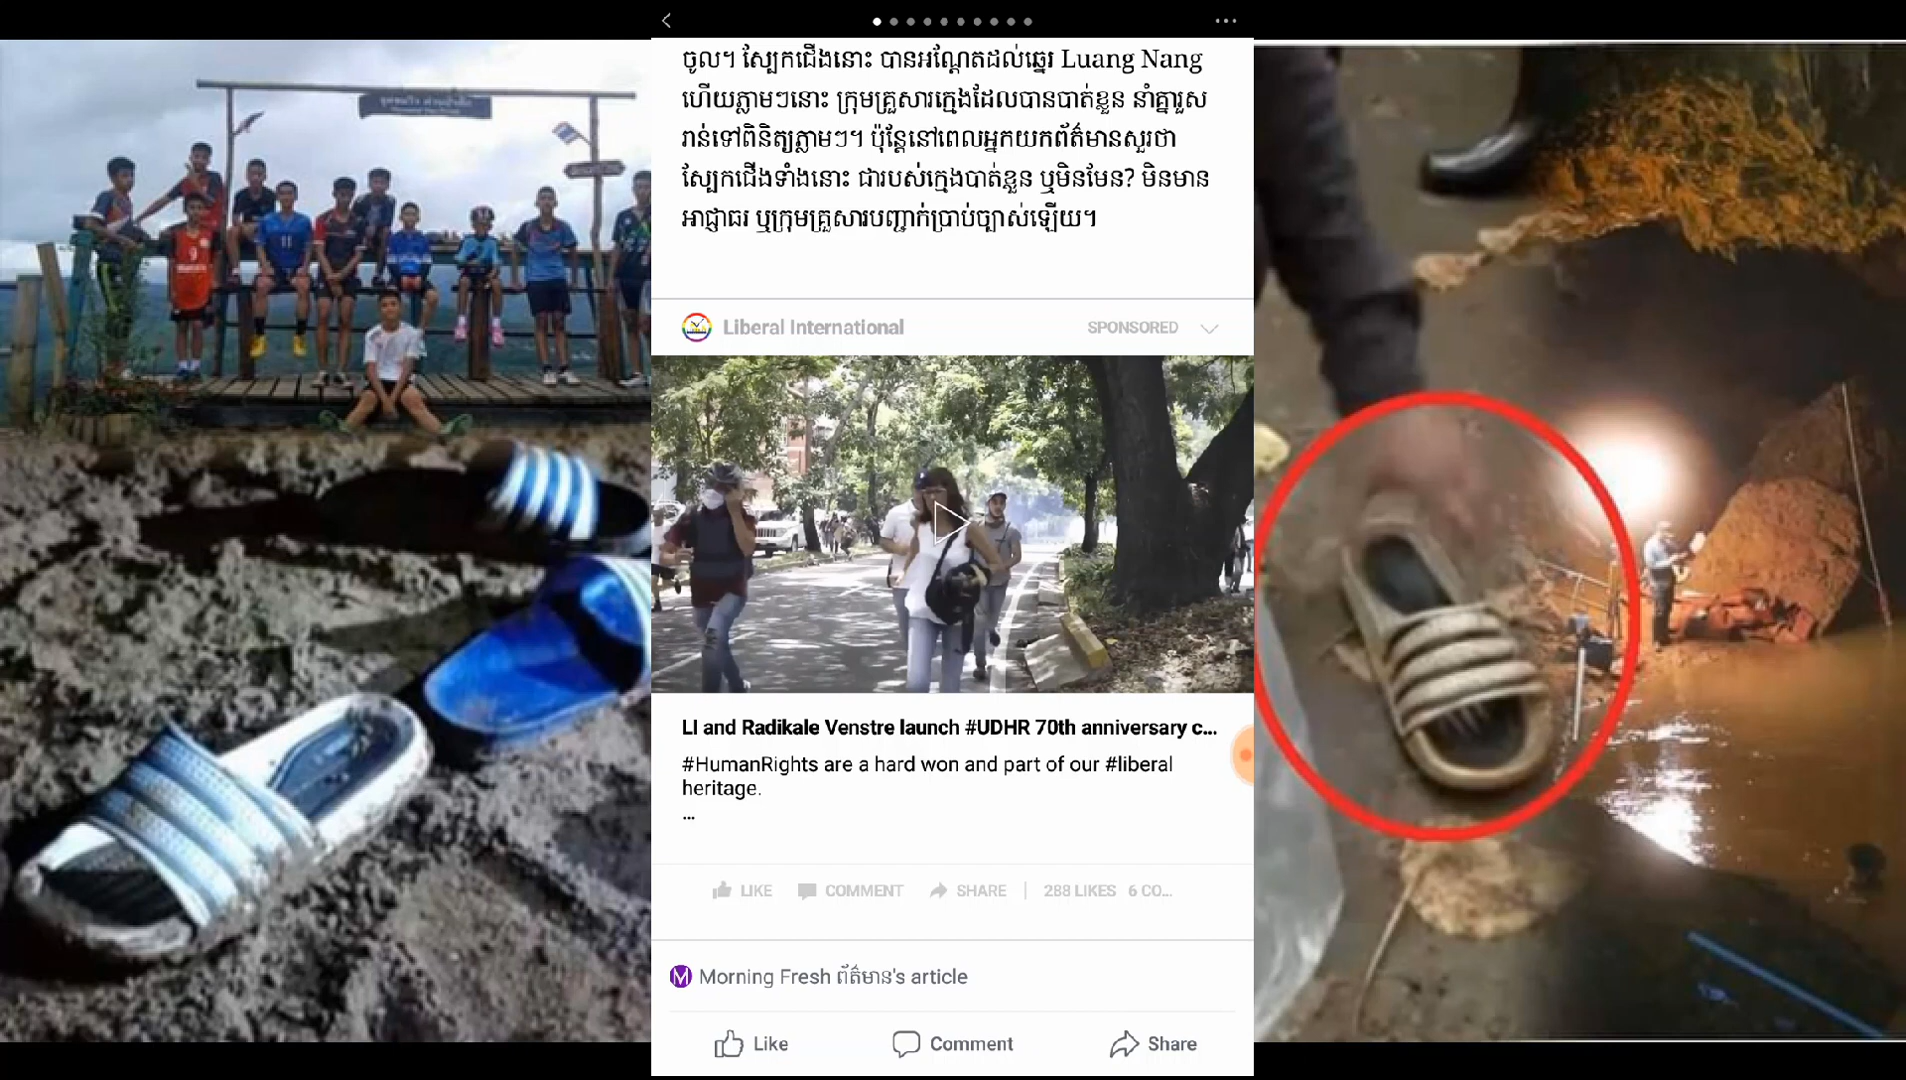 ចូល។ ស្បែកជើងនោះ បានអណ្តែតដល់ឆ្នេរ Luang Nang
ហើយភ្លាមៗនោះ ក្រុមគ្រួសារក្មេងដែលបានបាត់ខ្លួន នាំគ្នារួស
រាន់ទៅពិនិត្យភ្លាមៗ។ ប៉ុន្តែនៅពេលអ្នកយកព័ត៌មានសួរថា
ស្បែកជើងទាំងនោះ ជារបស់ក្មេងបាត់ខ្លួន ឬមិនមែន? មិនមាន
អាជ្ញាធរ ឬក្រុមគ្រួសារបញ្ជាក់ប្រាប់ច្បាស់ឡើយ។
Liberal International
SPONSORED
LI and Radikale Venstre launch #UDHR 70th anniversary c...
#HumanRights are a hard won and part of our #liberal
heritage.
...
LIKE COMMENT SHARE 288 LIKES 6 CO...
Morning Fresh ព័ត៌មាន's article
Like Comment Share
9
11